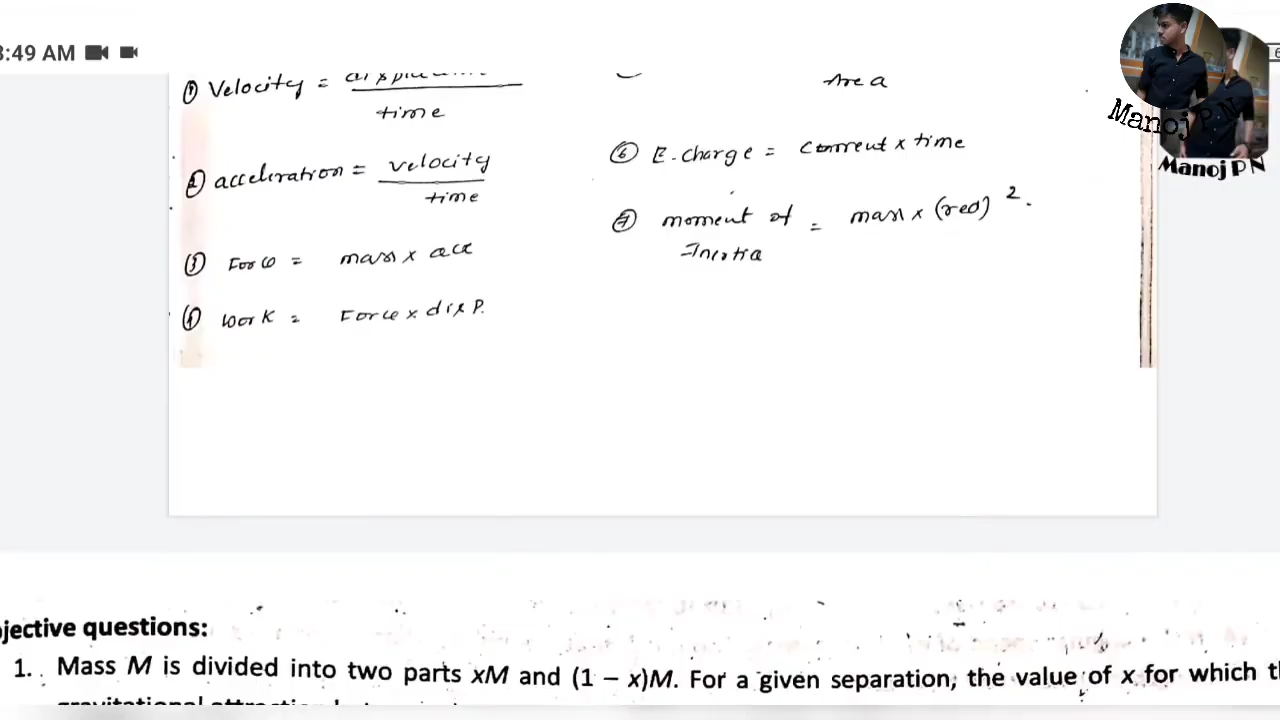 3:49 AM
① Velocity =
time
② acceleration = velocity
time
③ Force = mass x acc
④ Work = Force x disp.
Area
⑥ E. charge = current x time
⑦ moment of = mass x (red)²
Inertia
Manoj P N
Manoj P N
jective questions:
1. Mass M is divided into two parts xM and (1 – x)M. For a given separation, the value of x for which th